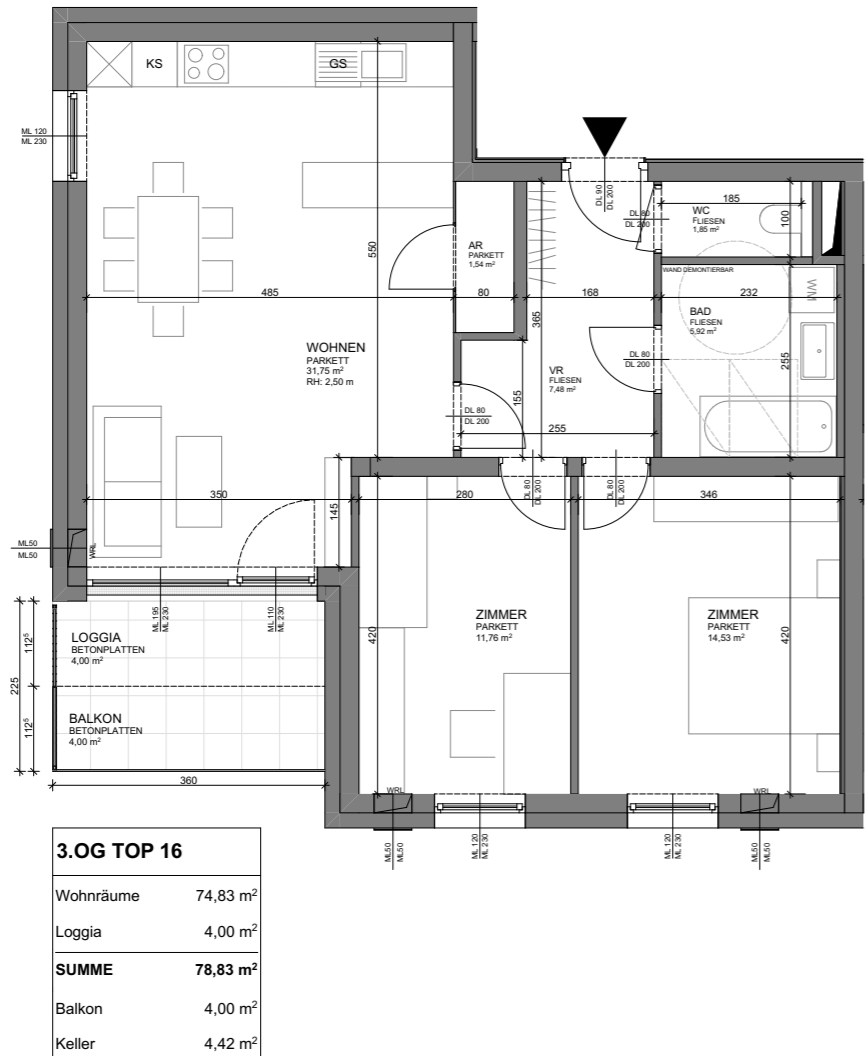 KS
GS
ML 120
ML 230
DL 90
DL 200
DL 80
DL 200
185
WC
FLIESEN
1,85 m²
100
AR
PARKETT
1,54 m²
550
WAND DEMONTIERBAR
WM
485
80
168
232
365
BAD
FLIESEN
5,92 m²
WOHNEN
PARKETT
31,75 m²
RH: 2,50 m
VR
FLIESEN
7,48 m²
DL 80
DL 200
255
155
DL 80
DL 200
255
DL 80
DL 200
DL 80
DL 200
350
145
280
346
ML50
ML50
WRL
ML 195
ML 230
ML 110
ML 230
ZIMMER
PARKETT
11,76 m²
420
ZIMMER
PARKETT
14,53 m²
420
LOGGIA
BETONPLATTEN
4,00 m²
112⁵
225
BALKON
BETONPLATTEN
4,00 m²
112⁵
360
WRL
WRL
ML50
ML50
ML 120
ML 230
ML 120
ML 230
ML50
ML50
3.OG TOP 16
Wohnräume 74,83 m²
Loggia 4,00 m²
SUMME 78,83 m²
Balkon 4,00 m²
Keller 4,42 m²